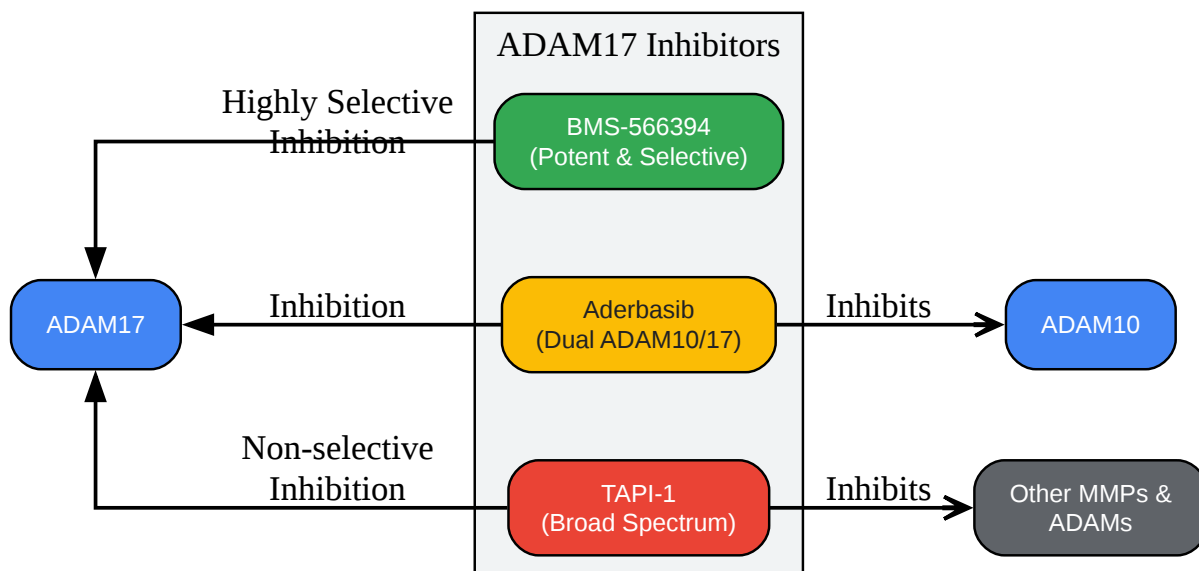 ADAM17 Inhibitors
Highly Selective
Inhibition
BMS-566394
(Potent & Selective)
ADAM17
Inhibition
Aderbasib
(Dual ADAM10/17)
Inhibits
ADAM10
Non-selective
Inhibition
TAPI-1
(Broad Spectrum)
Inhibits
Other MMPs &
ADAMs